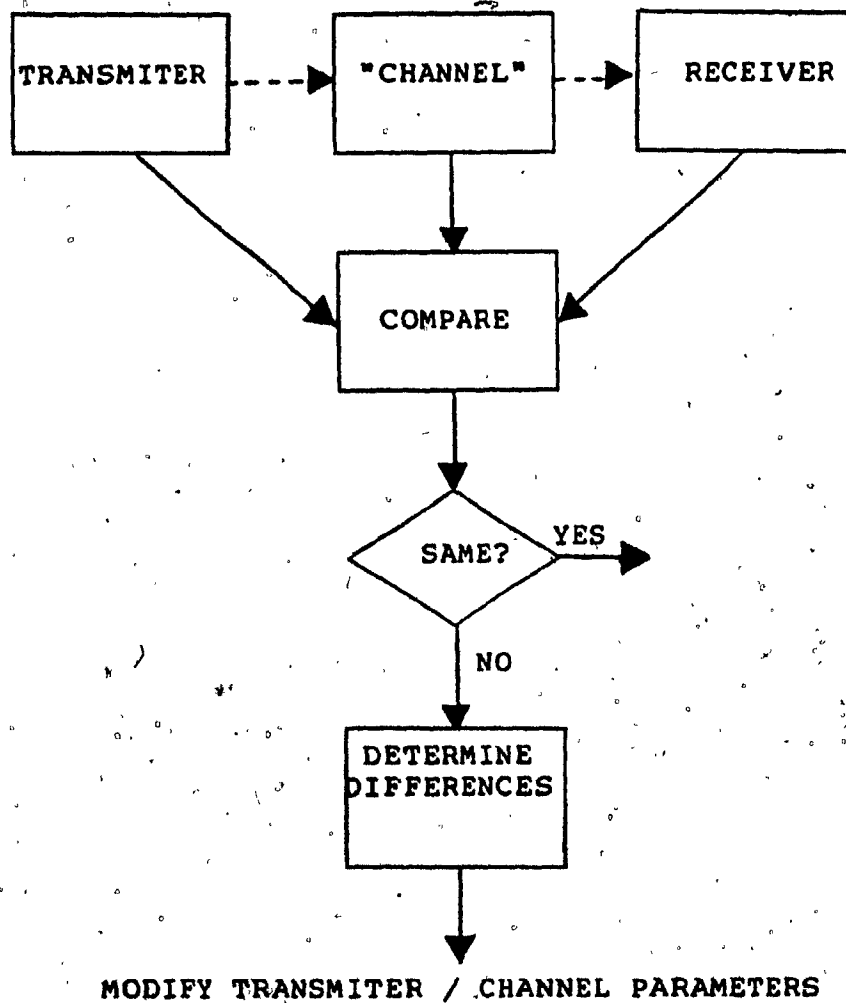 TRANSMITER
"CHANNEL"
RECEIVER
COMPARE
SAME?
YES
NO
DETERMINE
DIFFERENCES
MODIFY TRANSMITER / CHANNEL PARAMETERS